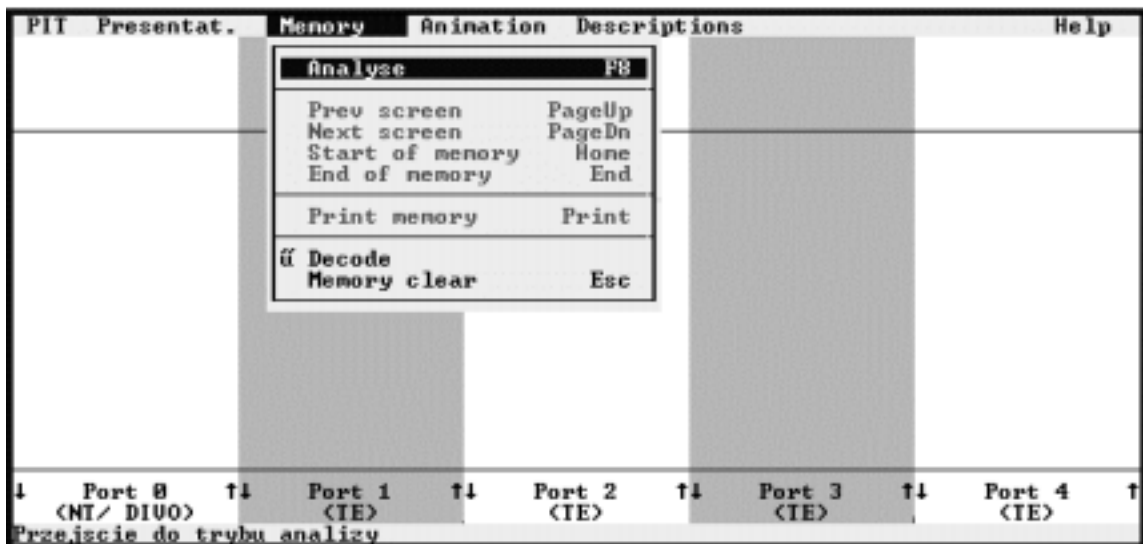 PIT Presentat. Memory Animation Descriptions Help
Analyse F8
Prev screen PageUp
Next screen PageDn
Start of memory Home
End of memory End
Print memory Print
ű Decode
Memory clear Esc
↓ Port 0 ↑↓ Port 1 ↑↓ Port 2 ↑↓ Port 3 ↑↓ Port 4 ↑
(NT/ DIVO) (TE) (TE) (TE) (TE)
Przejscie do trybu analizy